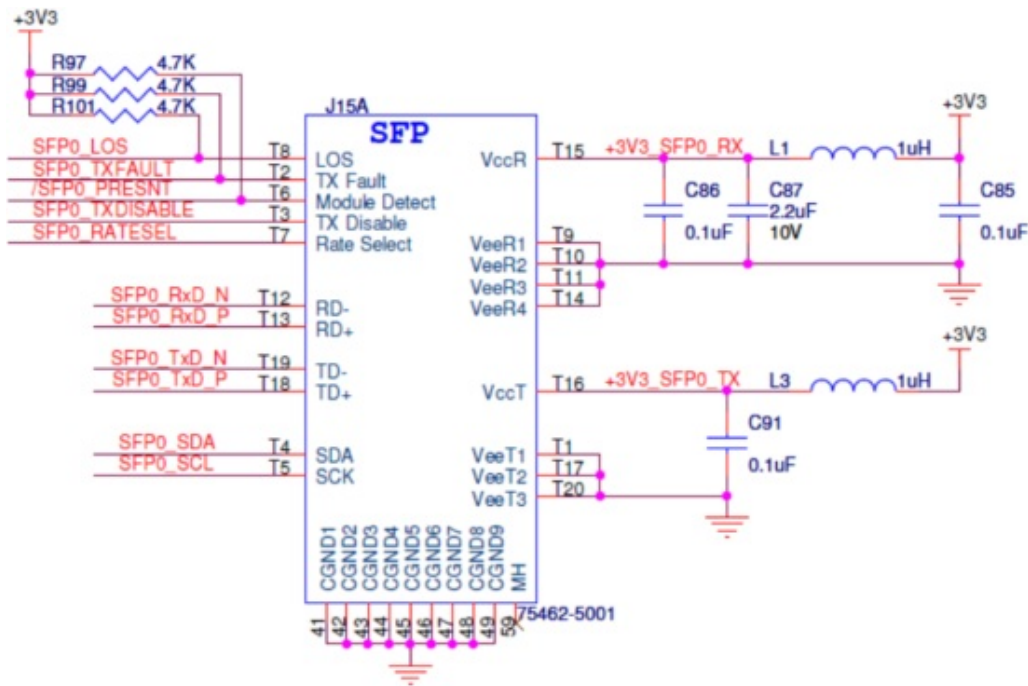 +3V3
R97 4.7K
R99 4.7K
R101 4.7K
J15A
SFP
+3V3
SFP0_LOS T8 LOS VccR T15 +3V3_SFP0_RX L1 1uH
SFP0_TXFAULT T2 TX Fault
/SFP0_PRESNT T6 Module Detect
C86 C87 C85
SFP0_TXDISABLE T3 TX Disable
2.2uF
0.1uF 10V 0.1uF
SFP0_RATESEL T7 Rate Select
VeeR1 T9
VeeR2 T10
VeeR3 T11
VeeR4 T14
SFP0_RxD_N T12 RD-
SFP0_RxD_P T13 RD+
+3V3
SFP0_TxD_N T19 TD-
SFP0_TxD_P T18 TD+
VccT T16 +3V3_SFP0_TX L3 1uH
C91
0.1uF
SFP0_SDA T4 SDA
SFP0_SCL T5 SCK
VeeT1 T1
VeeT2 T17
VeeT3 T20
CGND1 CGND2 CGND3 CGND4 CGND5 CGND6 CGND7 CGND8 CGND9 MH
75462-5001
41 42 43 44 45 46 47 48 49 59